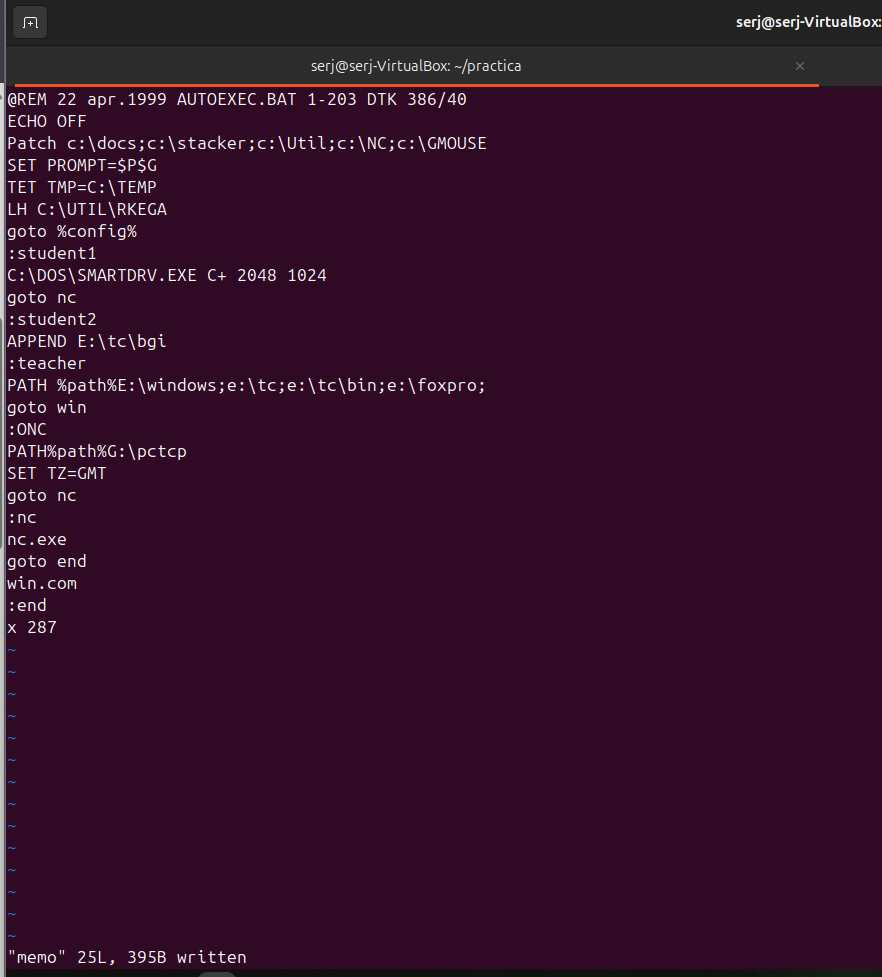 serj@serj-VirtualBox:
serj@serj-VirtualBox: ~/practica
@REM 22 apr.1999 AUTOEXEC.BAT 1-203 DTK 386/40
ECHO OFF
Patch c:\docs;c:\stacker;c:\Util;c:\NC;c:\GMOUSE
SET PROMPT=$P$G
TET TMP=C:\TEMP
LH C:\UTIL\RKEGA
goto %config%
:student1
C:\DOS\SMARTDRV.EXE C+ 2048 1024
goto nc
:student2
APPEND E:\tc\bgi
:teacher
PATH %path%E:\windows;e:\tc;e:\tc\bin;e:\foxpro;
goto win
:ONC
PATH%path%G:\pctcp
SET TZ=GMT
goto nc
:nc
nc.exe
goto end
win.com
:end
x 287
~
~
~
~
~
~
~
~
~
~
~
~
~
~
"memo" 25L, 395B written